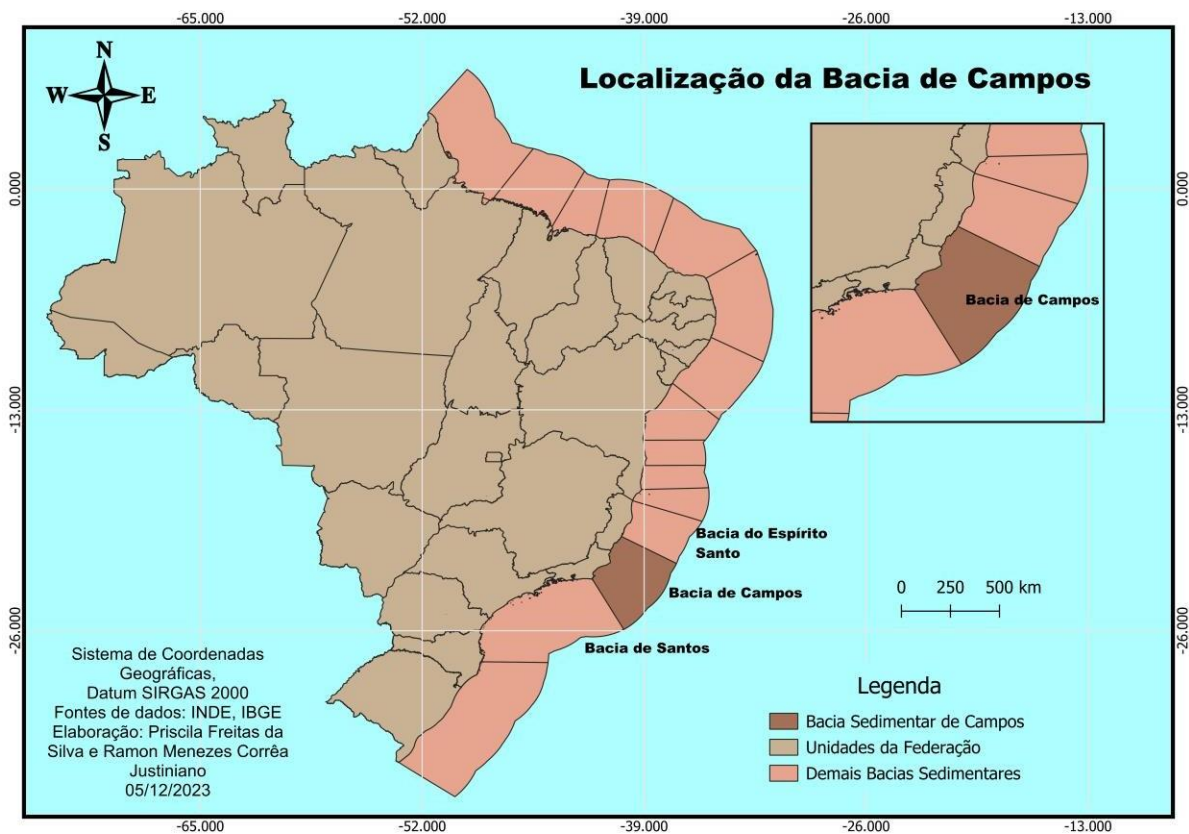 -65.000
-52.000
-39.000
-26.000
-13.000
N
W
E
S
Localização da Bacia de Campos
Bacia de Campos
0.000
0.000
-13.000
-13.000
Bacia do Espírito
Santo
Bacia de Campos
0 250 500 km
-26.000
-26.000
Bacia de Santos
Sistema de Coordenadas
Geográficas,
Datum SIRGAS 2000
Fontes de dados: INDE, IBGE
Elaboração: Priscila Freitas da
Silva e Ramon Menezes Corrêa
Justiniano
05/12/2023
Legenda
Bacia Sedimentar de Campos
Unidades da Federação
Demais Bacias Sedimentares
-65.000
-52.000
-39.000
-26.000
-13.000